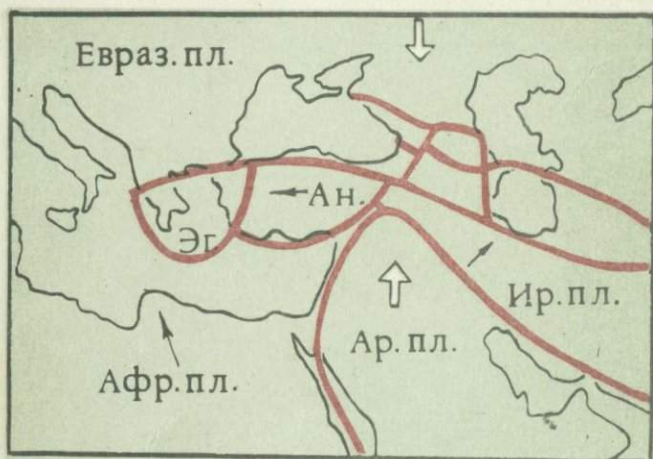 Евраз. пл.
Ан.
Эг.
Ир. пл.
Ар. пл.
Афр. пл.